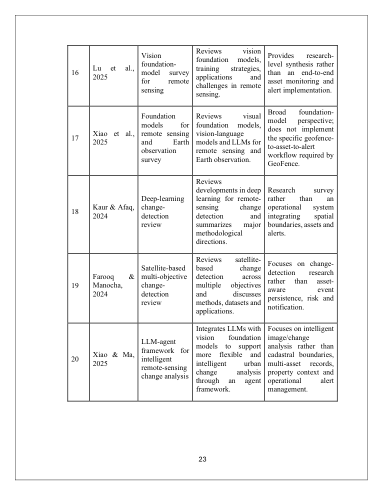 16
Lu et al.,
2025
Vision
foundation-
model survey
for remote
sensing
Reviews vision
foundation models,
training strategies,
applications and
challenges in remote
sensing.
Provides research-
level synthesis rather
than an end-to-end
asset monitoring and
alert implementation.
17
Xiao et al.,
2025
Foundation
models for
remote sensing
and Earth
observation
survey
Reviews visual
foundation models,
vision-language
models and LLMs for
remote sensing and
Earth observation.
Broad foundation-
model perspective;
does not implement
the specific geofence-
to-asset-to-alert
workflow required by
GeoFence.
18
Kaur & Afaq,
2024
Deep-learning
change-
detection
review
Reviews
developments in deep
learning for remote-
sensing change
detection and
summarizes major
methodological
directions.
Research survey
rather than an
operational system
integrating spatial
boundaries, assets and
alerts.
19
Farooq &
Manocha,
2024
Satellite-based
multi-objective
change-
detection
review
Reviews satellite-
based change
detection across
multiple objectives
and discusses
methods, datasets and
applications.
Focuses on change-
detection research
rather than asset-
aware event
persistence, risk and
notification.
20
Xiao & Ma,
2025
LLM-agent
framework for
intelligent
remote-sensing
change analysis
Integrates LLMs with
vision foundation
models to support
more flexible and
intelligent urban
change analysis
through an agent
framework.
Focuses on intelligent
image/change
analysis rather than
cadastral boundaries,
multi-asset records,
property context and
operational alert
management.
23